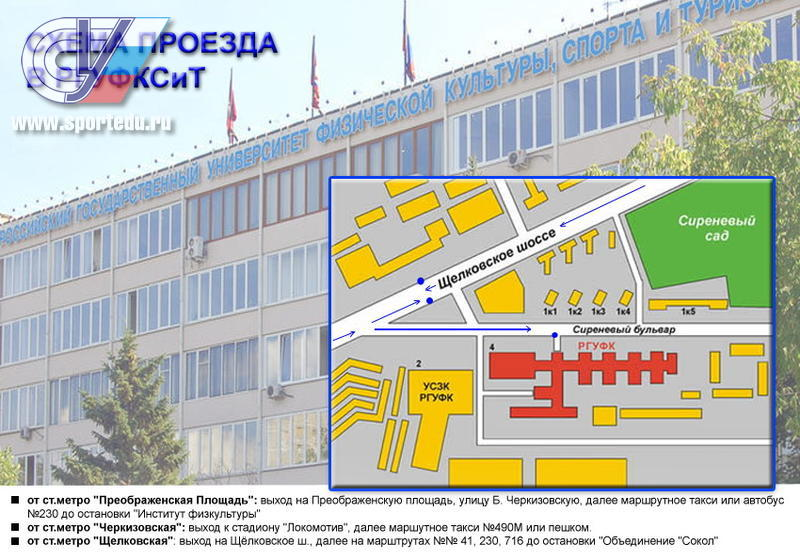 СХЕМА ПРОЕЗДА
В РГУФКСиТ
www.sportedu.ru
РОССИЙСКИЙ ГОСУДАРСТВЕННЫЙ УНИВЕРСИТЕТ ФИЗИЧЕСКОЙ КУЛЬТУРЫ, СПОРТА И ТУРИЗМ
Сиреневый
сад
Щелковское шоссе
1к1 1к2 1к3 1к4 1к5
Сиреневый бульвар
РГУФК
4
2
УСЗК
РГУФК
от ст.метро "Преображенская Площадь": выход на Преображенскую площадь, улицу Б. Черкизовскую, далее маршрутное такси или автобус
№230 до остановки "Институт физкультуры"
от ст.метро "Черкизовская": выход к стадиону "Локомотив", далее маршутное такси №490М или пешком.
от ст.метро "Щелковская": выход на Щёлковское ш., далее на марштрутах №№ 41, 230, 716 до остановки "Объединение "Сокол"